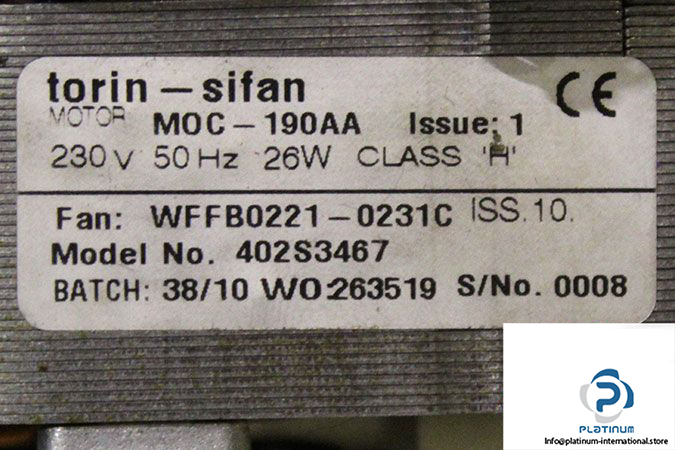 torin – sifan
CE
MOTOR MOC – 190AA Issue: 1
230 V 50 Hz 26W CLASS 'H'
Fan: WFFB0221 – 0231C ISS. 10.
Model No. 402S3467
BATCH: 38/10 WO:263519 S/No. 0008
PLATINUM
Info@platinum-international.store